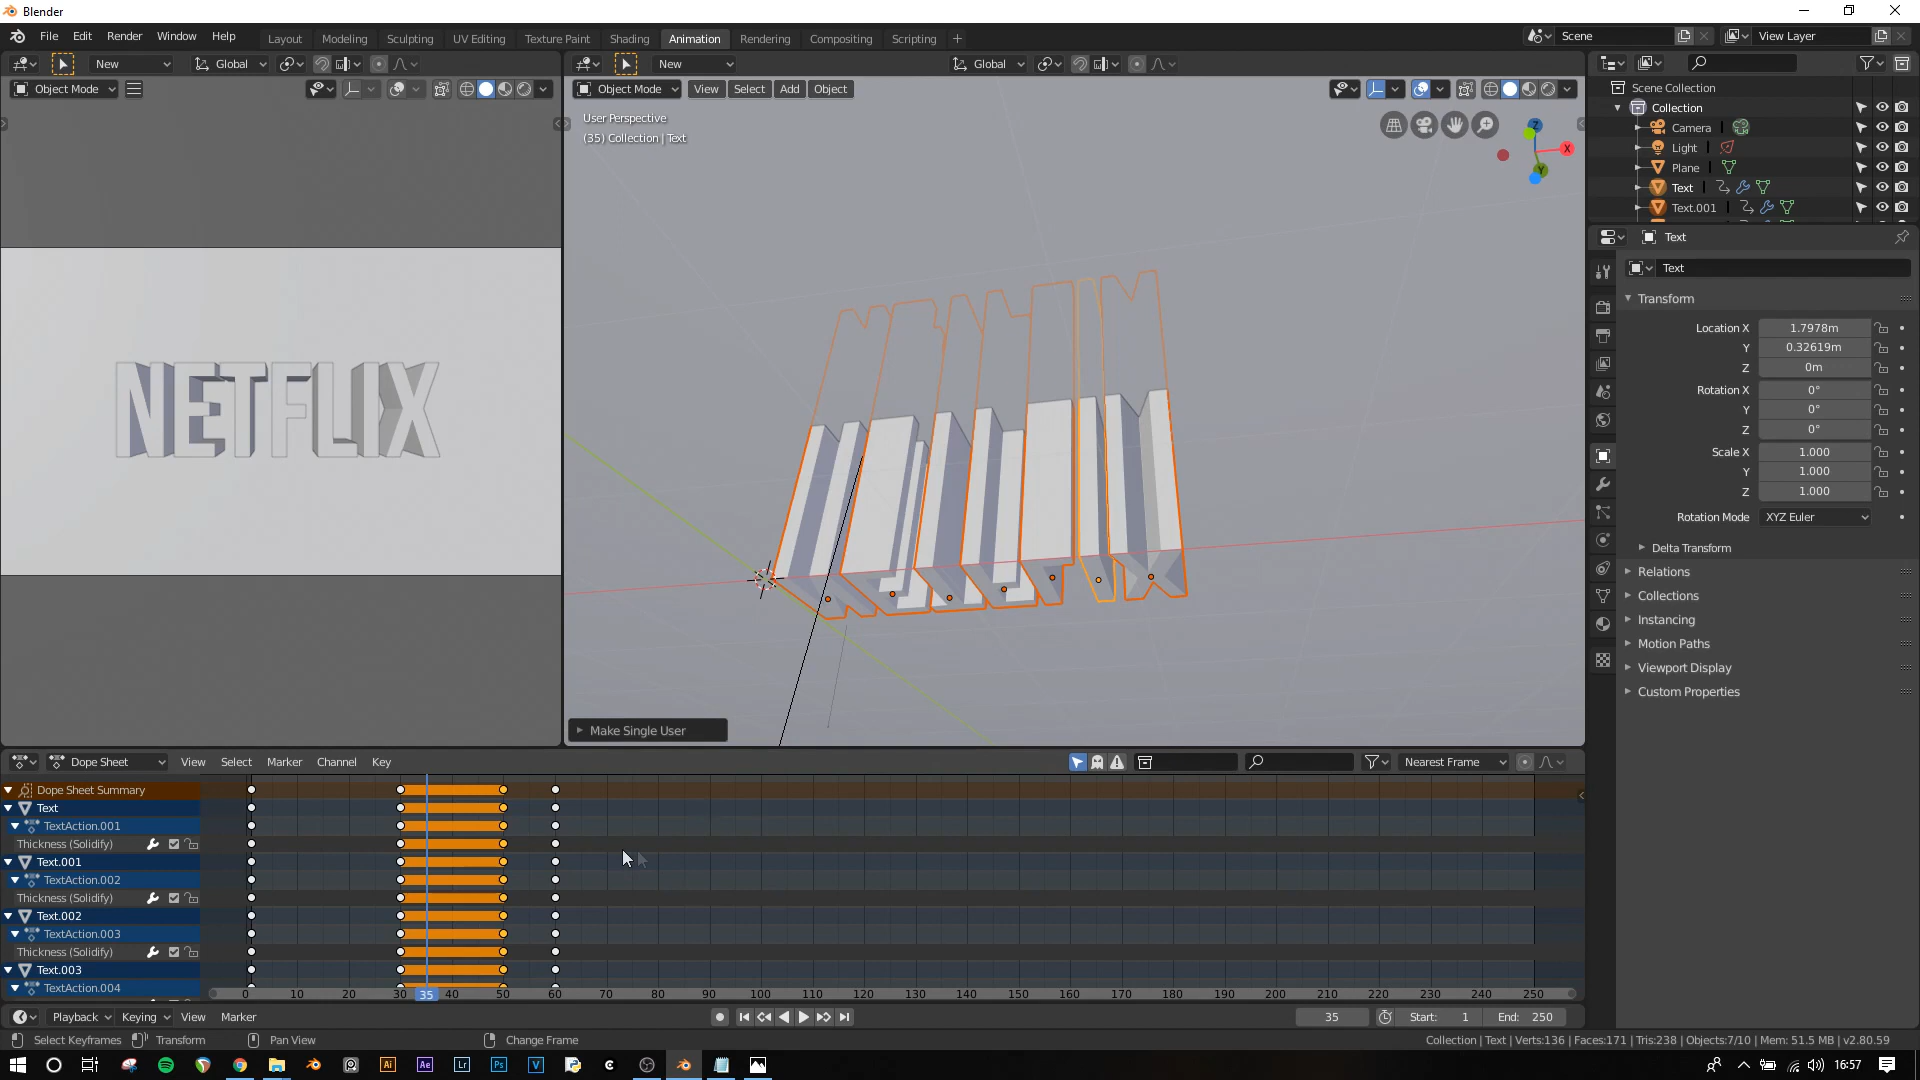 Blender
File Edit Render Window Help
Layout Modeling Sculpting UV Editing Texture Paint Shading Animation Rendering Compositing Scripting +
Scene View Layer
New Global
New Global
Object Mode
Object Mode View Select Add Object
User Perspective
(35) Collection | Text
Z
X
Y
NETFLIX
Make Single User
Scene Collection
Collection
Camera
Light
Plane
Text
Text.001
Text
Text
Transform
Location X 1.7978m
Y 0.32619m
Z 0m
Rotation X 0°
Y 0°
Z 0°
Scale X 1.000
Y 1.000
Z 1.000
Rotation Mode XYZ Euler
Delta Transform
Relations
Collections
Instancing
Motion Paths
Viewport Display
Custom Properties
Dope Sheet View Select Marker Channel Key Nearest Frame
Dope Sheet Summary
Text
TextAction.001
Thickness (Solidify)
Text.001
TextAction.002
Thickness (Solidify)
Text.002
TextAction.003
Thickness (Solidify)
Text.003
TextAction.004
0 10 20 30 35 40 50 60 70 80 90 100 110 120 130 140 150 160 170 180 190 200 210 220 230 240 250
Playback Keying View Marker 35 Start: 1 End: 250
Select Keyframes Transform Pan View Change Frame Collection | Text | Verts:136 | Faces:171 | Tris:238 | Objects:7/10 | Mem: 51.5 MB | v2.80.59
Ai Ae Lr Ps V 16:57